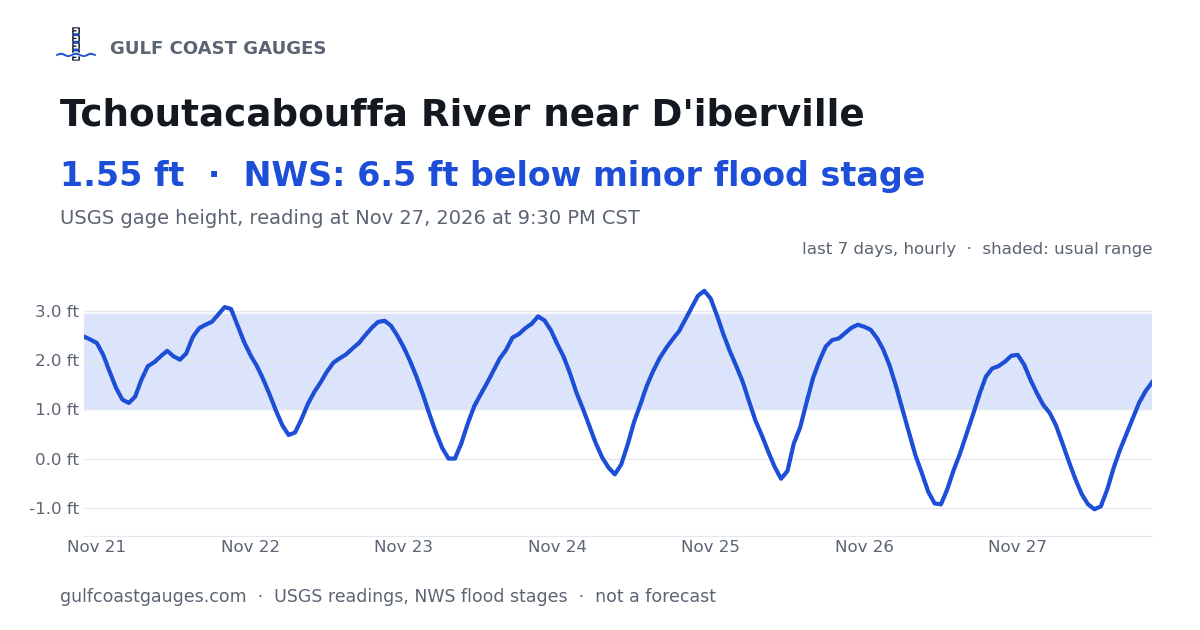 GULF COAST GAUGES
Tchoutacabouffa River near D'iberville
1.55 ft · NWS: 6.5 ft below minor flood stage
USGS gage height, reading at Nov 27, 2026 at 9:30 PM CST
last 7 days, hourly · shaded: usual range
3.0 ft
2.0 ft
1.0 ft
0.0 ft
-1.0 ft
Nov 21 Nov 22 Nov 23 Nov 24 Nov 25 Nov 26 Nov 27
gulfcoastgauges.com · USGS readings, NWS flood stages · not a forecast